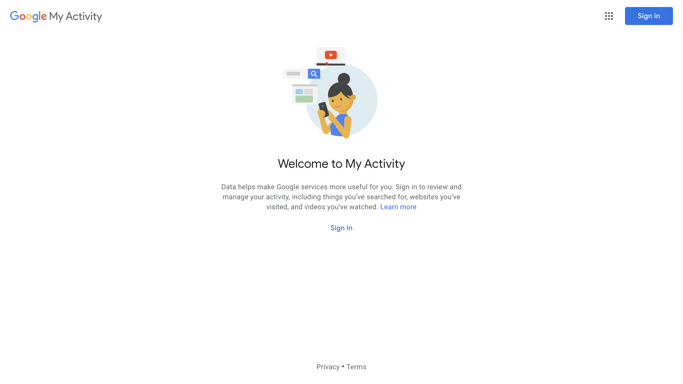 Google My Activity
Sign in
Welcome to My Activity
Data helps make Google services more useful for you. Sign in to review and
manage your activity, including things you've searched for, websites you've
visited, and videos you've watched. Learn more
Sign In
Privacy • Terms